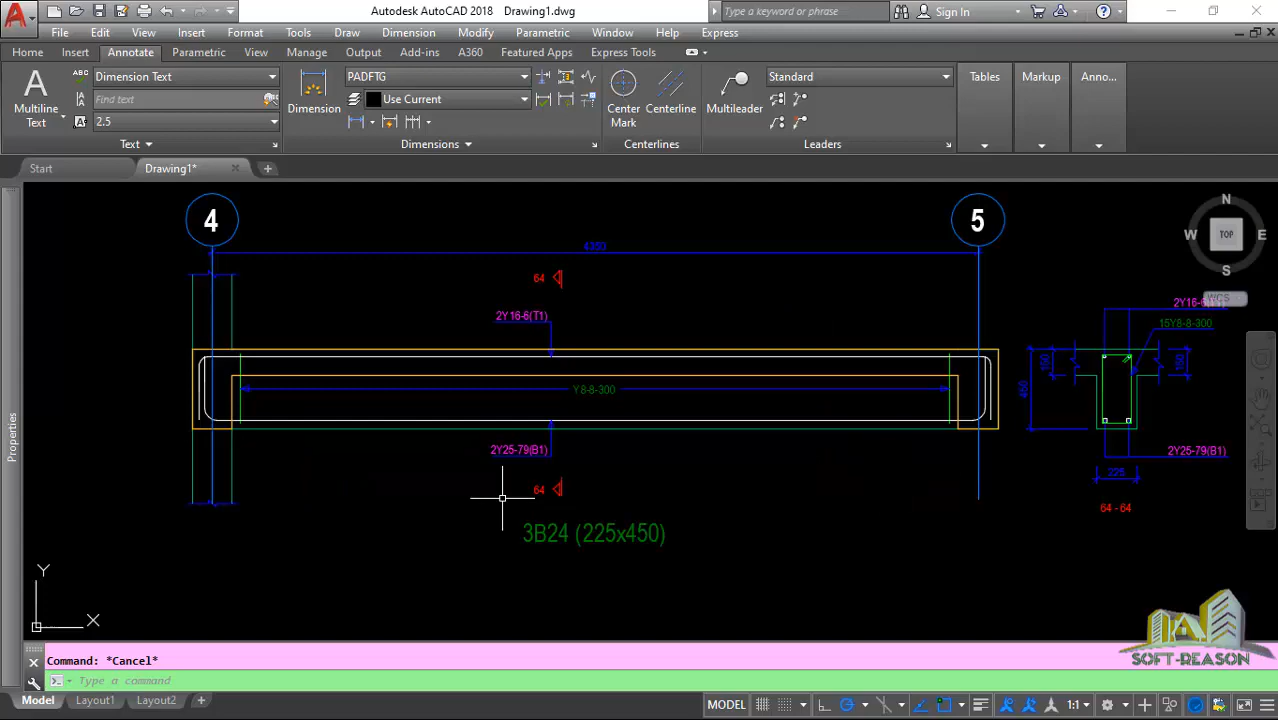 Autodesk AutoCAD 2018 Drawing1.dwg
Type a keyword or phrase
Sign In
File Edit View Insert Format Tools Draw Dimension Modify Parametric Window Help Express
Home Insert Annotate Parametric View Manage Output Add-ins A360 Featured Apps Express Tools
Multiline Text
ABC
Dimension Text
Find text
2.5
Text
Dimension
PADFTG
Use Current
Dimensions
Center Mark
Centerline
Centerlines
Multileader
Standard
Leaders
Tables
Markup
Anno...
Start
Drawing1*
4
5
64
2Y16-6(T1)
Y8-8-300
2Y25-79(B1)
64
3B24 (225x450)
15Y8-8-300
2Y25-79(B1)
225
64 - 64
N
W TOP E
S
WCS
Properties
Y
X
SOFT-REASON
Command: *Cancel*
Type a command
Model Layout1 Layout2
MODEL
1:1